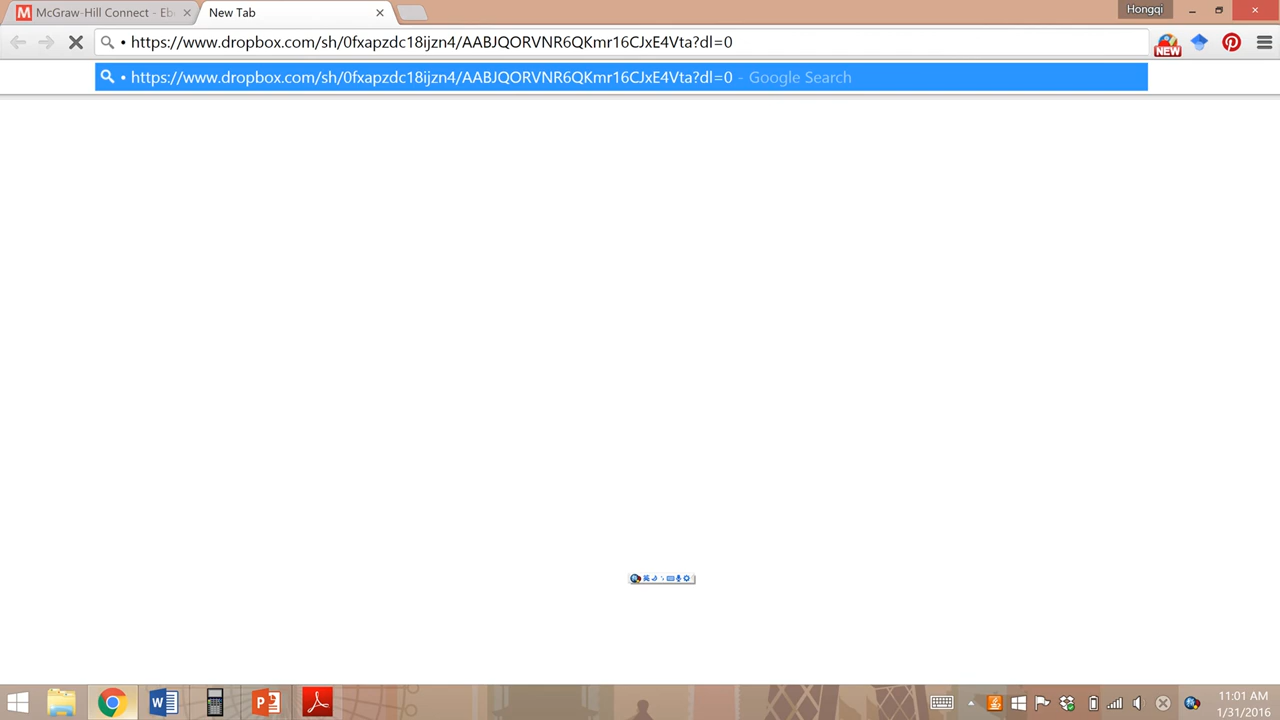 McGraw-Hill Connect - Eb
New Tab
Hongqi
• https://www.dropbox.com/sh/0fxapzdc18ijzn4/AABJQORVNR6QKmr16CJxE4Vta?dl=0
NEW
• https://www.dropbox.com/sh/0fxapzdc18ijzn4/AABJQORVNR6QKmr16CJxE4Vta?dl=0 - Google Search
英
11:01 AM
1/31/2016